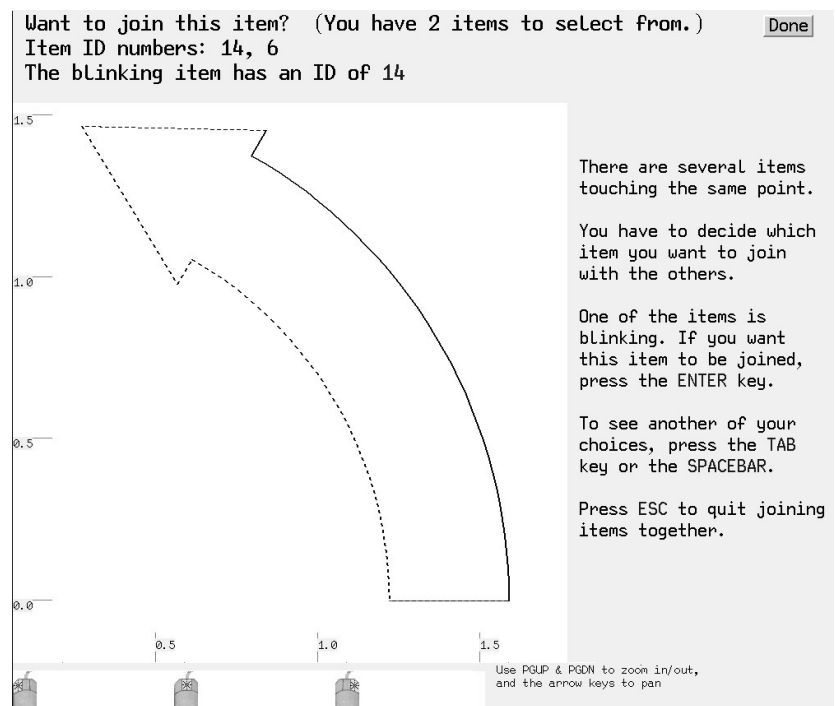 Want to join this item?  (You have 2 items to select from.)
Done
Item ID numbers: 14, 6
The blinking item has an ID of 14
1.5
1.0
0.5
0.0
0.5
1.0
1.5
There are several items
touching the same point.
You have to decide which
item you want to join
with the others.
One of the items is
blinking. If you want
this item to be joined,
press the ENTER key.
To see another of your
choices, press the TAB
key or the SPACEBAR.
Press ESC to quit joining
items together.
Use PGUP & PGDN to zoom in/out,
and the arrow keys to pan